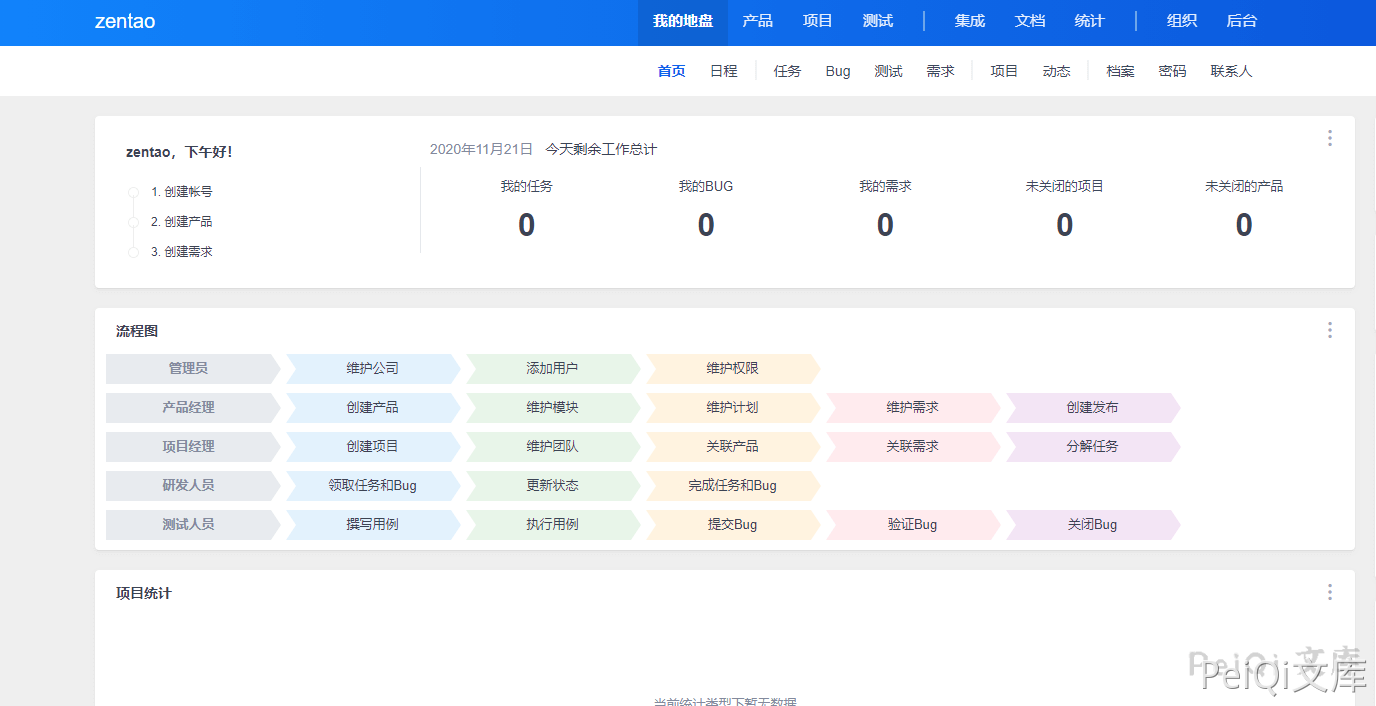 zentao 我的地盘 产品 项目 测试 集成 文档 统计 组织 后台
首页 日程 任务 Bug 测试 需求 项目 动态 档案 密码 联系人
zentao，下午好!
1. 创建帐号
2. 创建产品
3. 创建需求
2020年11月21日 今天剩余工作总计
我的任务 我的BUG 我的需求 未关闭的项目 未关闭的产品
0 0 0 0 0
流程图
管理员 维护公司 添加用户 维护权限
产品经理 创建产品 维护模块 维护计划 维护需求 创建发布
项目经理 创建项目 维护团队 关联产品 关联需求 分解任务
研发人员 领取任务和Bug 更新状态 完成任务和Bug
测试人员 撰写用例 执行用例 提交Bug 验证Bug 关闭Bug
项目统计
当前统计类型下暂无数据
PeiQi 文库
PeiQi文库